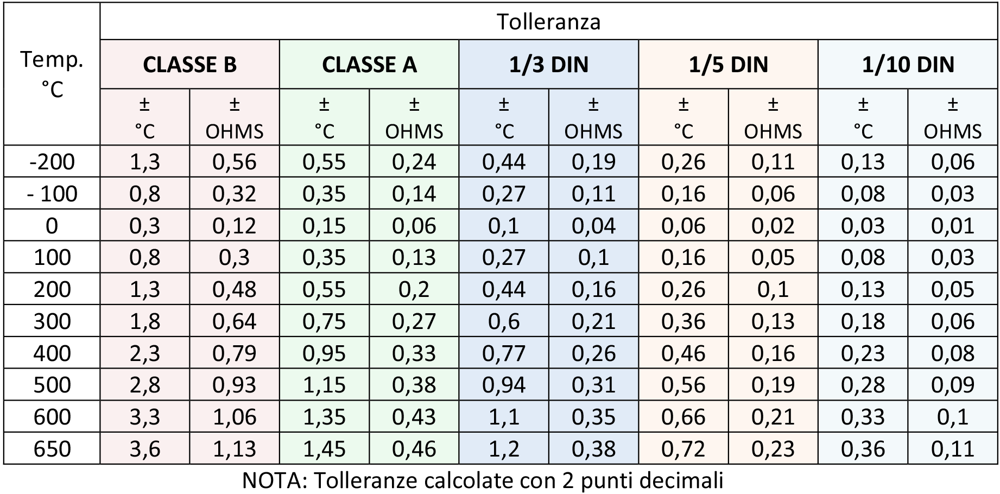 Temp.
°C
Tolleranza
CLASSE B CLASSE A 1/3 DIN 1/5 DIN 1/10 DIN
± ± ± ± ± ± ± ± ± ±
°C OHMS °C OHMS °C OHMS °C OHMS °C OHMS
-200 1,3 0,56 0,55 0,24 0,44 0,19 0,26 0,11 0,13 0,06
- 100 0,8 0,32 0,35 0,14 0,27 0,11 0,16 0,06 0,08 0,03
0 0,3 0,12 0,15 0,06 0,1 0,04 0,06 0,02 0,03 0,01
100 0,8 0,3 0,35 0,13 0,27 0,1 0,16 0,05 0,08 0,03
200 1,3 0,48 0,55 0,2 0,44 0,16 0,26 0,1 0,13 0,05
300 1,8 0,64 0,75 0,27 0,6 0,21 0,36 0,13 0,18 0,06
400 2,3 0,79 0,95 0,33 0,77 0,26 0,46 0,16 0,23 0,08
500 2,8 0,93 1,15 0,38 0,94 0,31 0,56 0,19 0,28 0,09
600 3,3 1,06 1,35 0,43 1,1 0,35 0,66 0,21 0,33 0,1
650 3,6 1,13 1,45 0,46 1,2 0,38 0,72 0,23 0,36 0,11
NOTA: Tolleranze calcolate con 2 punti decimali